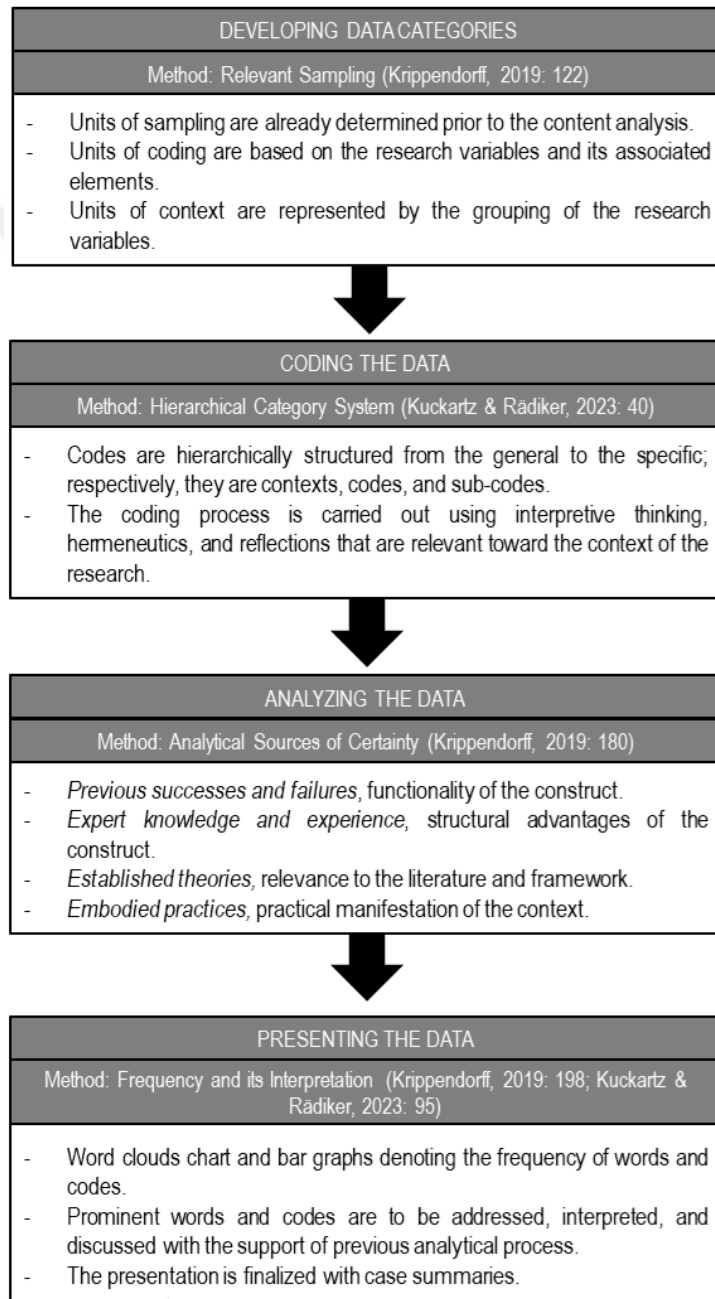 DEVELOPING DATA CATEGORIES
Method: Relevant Sampling (Krippendorff, 2019: 122)
- Units of sampling are already determined prior to the content analysis.
- Units of coding are based on the research variables and its associated
elements.
- Units of context are represented by the grouping of the research
variables.
CODING THE DATA
Method: Hierarchical Category System (Kuckartz & Rädiker, 2023: 40)
- Codes are hierarchically structured from the general to the specific;
respectively, they are contexts, codes, and sub-codes.
- The coding process is carried out using interpretive thinking,
hermeneutics, and reflections that are relevant toward the context of the
research.
ANALYZING THE DATA
Method: Analytical Sources of Certainty (Krippendorff, 2019: 180)
- Previous successes and failures, functionality of the construct.
- Expert knowledge and experience, structural advantages of the
construct.
- Established theories, relevance to the literature and framework.
- Embodied practices, practical manifestation of the context.
PRESENTING THE DATA
Method: Frequency and its Interpretation (Krippendorff, 2019: 198; Kuckartz &
Rädiker, 2023: 95)
- Word clouds chart and bar graphs denoting the frequency of words and
codes.
- Prominent words and codes are to be addressed, interpreted, and
discussed with the support of previous analytical process.
- The presentation is finalized with case summaries.